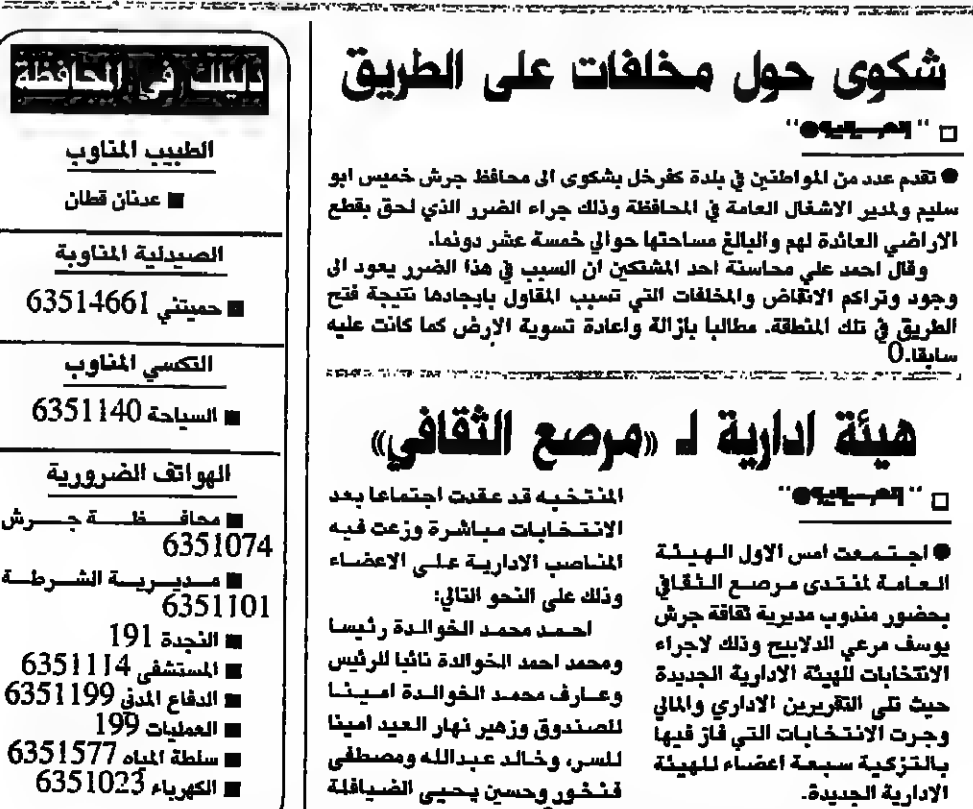 شكوى حول مخلفات على الطريق
□ "العرب اليوم"
● تقدم عدد من المواطنين في بلدة كفرخل بشكوى الى محافظ جرش خميس ابو
سليم ولمدير الاشغال العامة في المحافظة وذلك جراء الضرر الذي لحق بقطع
الاراضي العائدة لهم والبالغ مساحتها حوالي خمسة عشر دونما.
وقال احمد علي محاسنة احد المشتكين ان السبب في هذا الضرر يعود الى
وجود وتراكم الانقاض والمخلفات التي تسبب المقاول بايجادها نتيجة فتح
الطريق في تلك المنطقة. مطالبا بازالة واعادة تسوية الارض كما كانت عليه
سابقا.0
هيئة ادارية لـ «مرصع الثقافي»
□ "العرب اليوم"
● اجتمعت امس الاول الهيئة
العامة لمنتدى مرصع الثقافي
بحضور مندوب مديرية ثقافة جرش
يوسف مرعي الدلابيح وذلك لاجراء
الانتخابات للهيئة الادارية الجديدة
حيث تلى التقريرين الاداري والمالي
وجرت الانتخابات التي فاز فيها
بالتزكية سبعة اعضاء للهيئة
الادارية الجديدة.
المنتخبه قد عقدت اجتماعا بعد
الانتخابات مباشرة وزعت فيه
المناصب الادارية على الاعضاء
وذلك على النحو التالي:
احمد محمد الخوالدة رئيسا
ومحمد احمد الخوالدة نائبا للرئيس
وعارف محمد الخوالدة امينا
للصندوق وزهير نهار العيد امينا
للسر، وخالد عبدالله ومصطفى
قنخور وحسين يحيى الضيافلة
دليلك في المحافظة
الطبيب المناوب
■ عدنان قطان
الصيدلية المناوبة
■ حميتني 63514661
التكسي المناوب
■ السياحة 6351140
الهواتف الضرورية
■ محافظة جرش
6351074
■ مديرية الشرطة
6351101
■ النجدة 191
■ المستشفى 6351114
■ الدفاع المدني 6351199
■ العمليات 199
■ سلطة المياه 6351577
■ الكهرباء 6351023